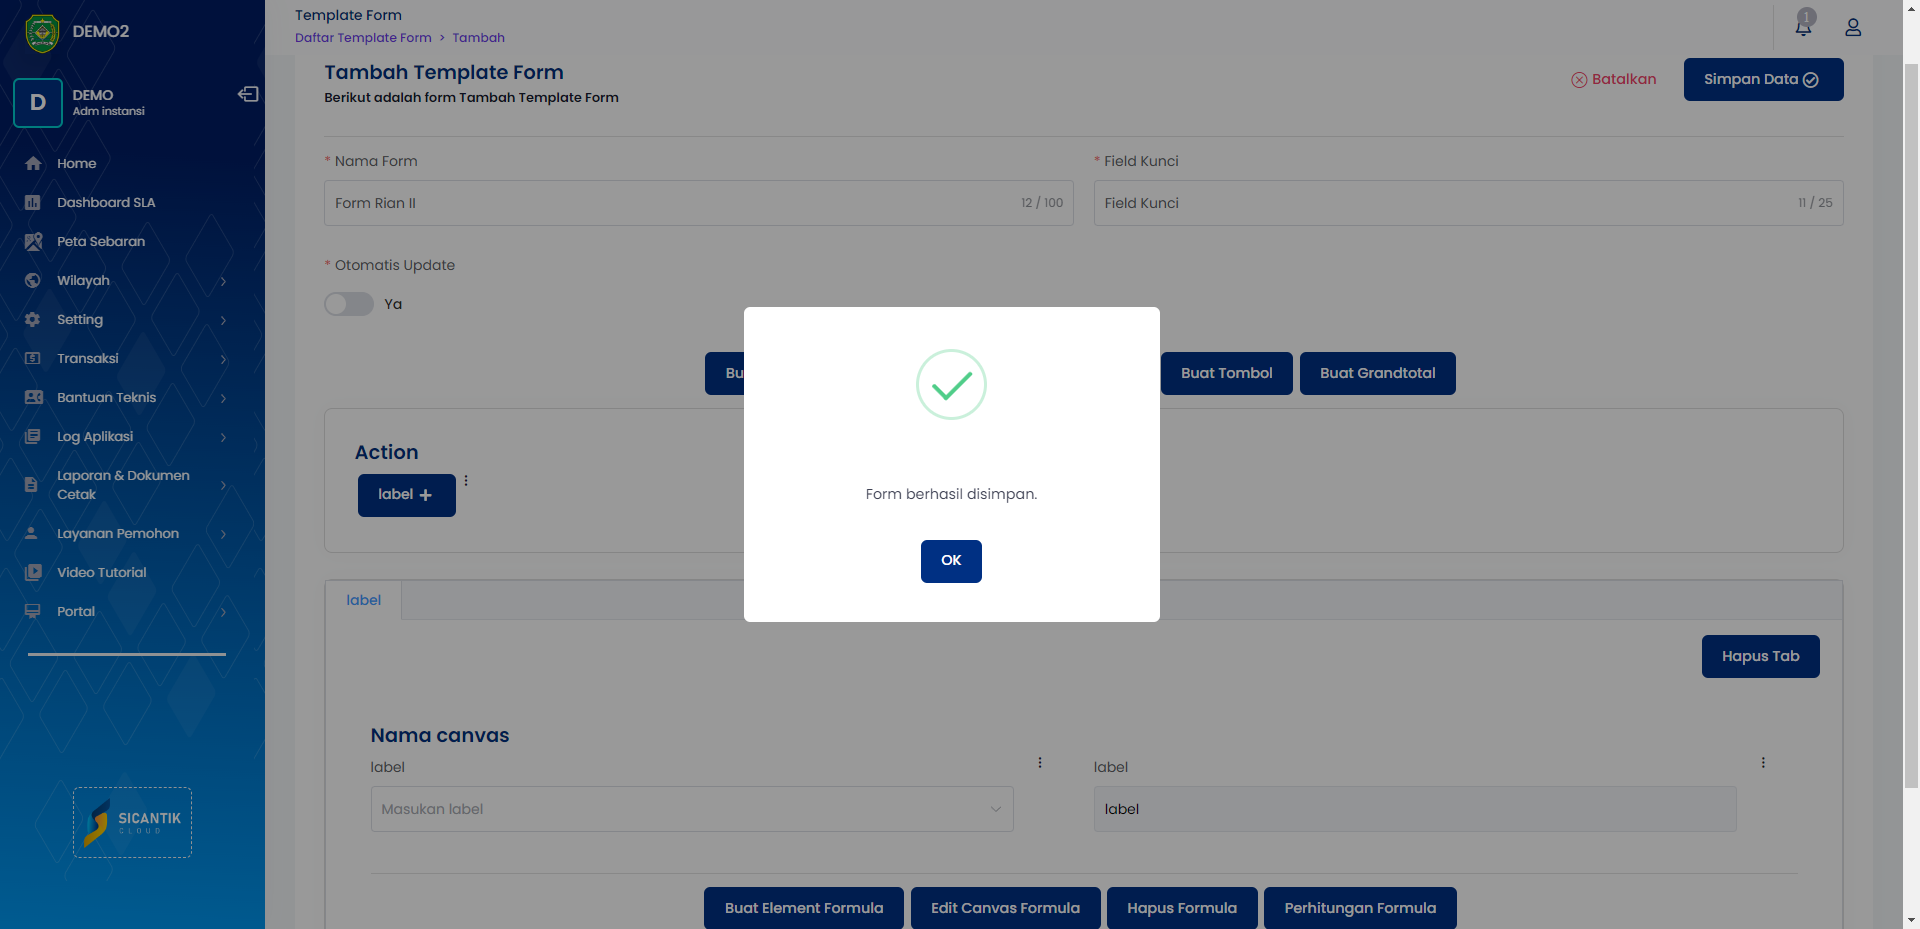 DEMO2
D
DEMO
Adm instansi
Home
Dashboard SLA
Peta Sebaran
Wilayah
Setting
Transaksi
Bantuan Teknis
Log Aplikasi
Laporan & Dokumen
Cetak
Layanan Pemohon
Video Tutorial
Portal
SICANTIK
CLOUD
Template Form
Daftar Template Form > Tambah
1
Tambah Template Form
Berikut adalah form Tambah Template Form
Batalkan
Simpan Data
* Nama Form
Form Rian II
12 / 100
* Field Kunci
Field Kunci
11 / 25
* Otomatis Update
Ya
Bu
Buat Tombol
Buat Grandtotal
Action
label +
Form berhasil disimpan.
OK
label
Hapus Tab
Nama canvas
label
Masukan label
label
label
Buat Element Formula
Edit Canvas Formula
Hapus Formula
Perhitungan Formula